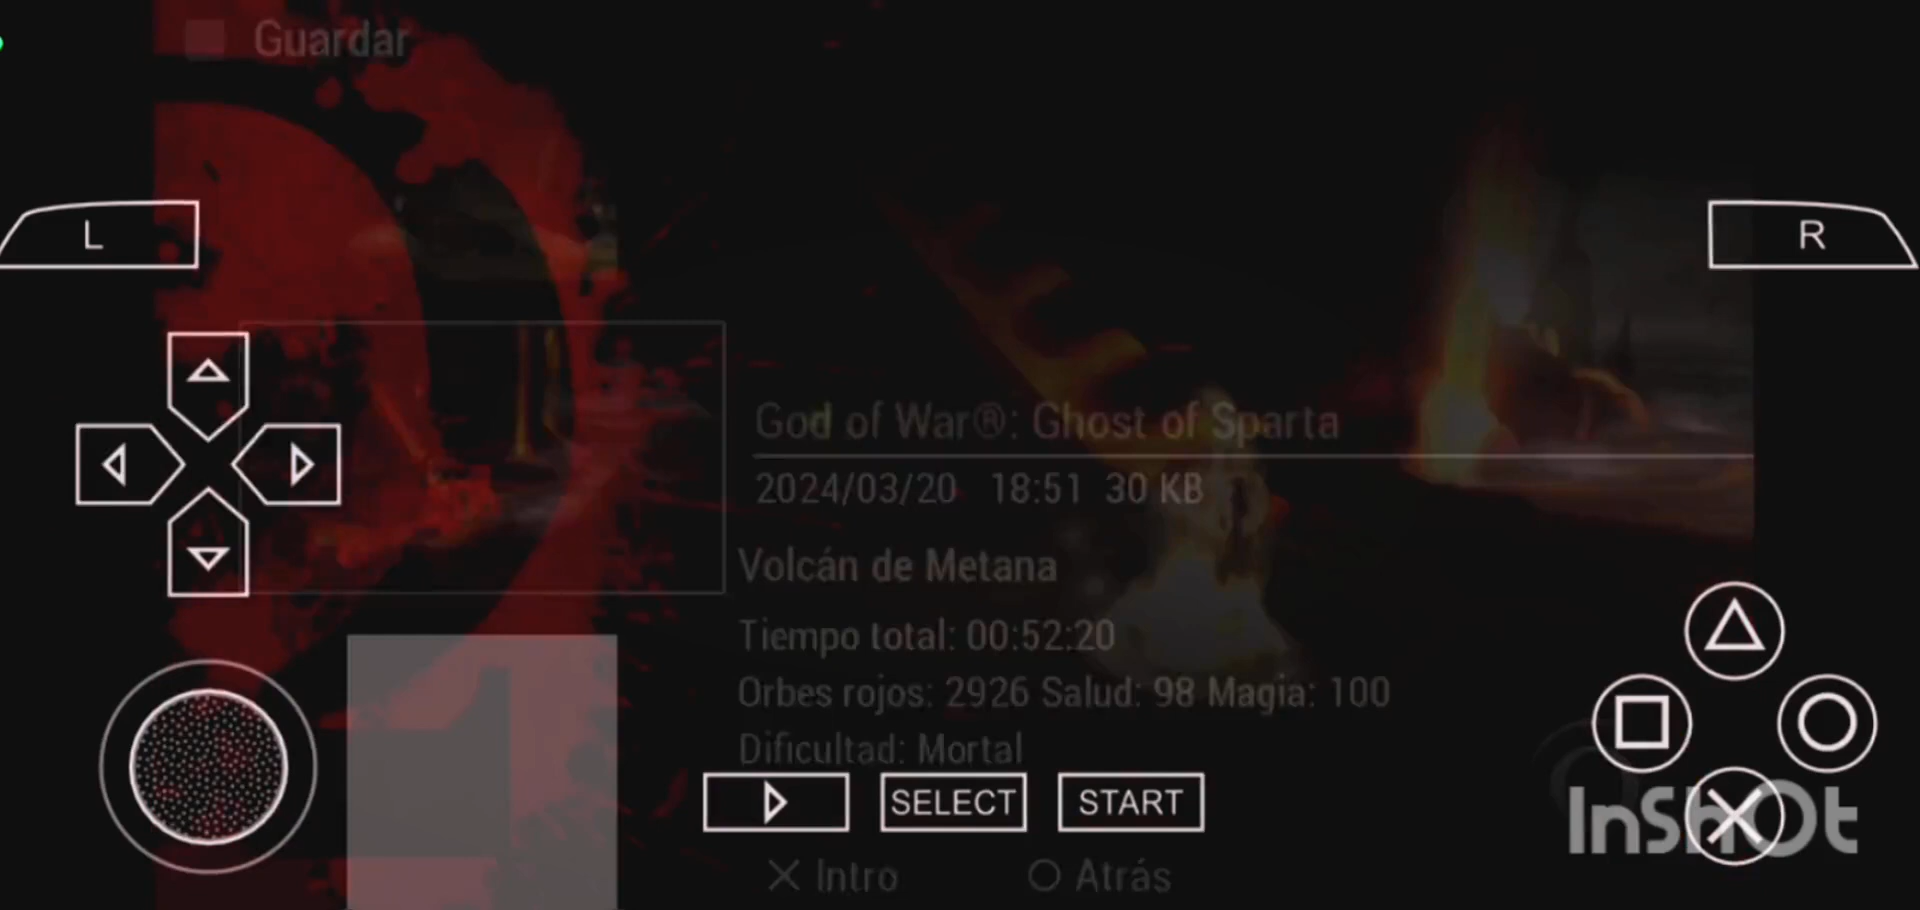 Guardar
L
R
God of War®: Ghost of Sparta
2024/03/20 18:51 30 KB
Volcán de Metana
Tiempo total: 00:52:20
Orbes rojos: 2926 Salud: 98 Magia: 100
Dificultad: Mortal
SELECT START
InShOt
X Intro O Atrás